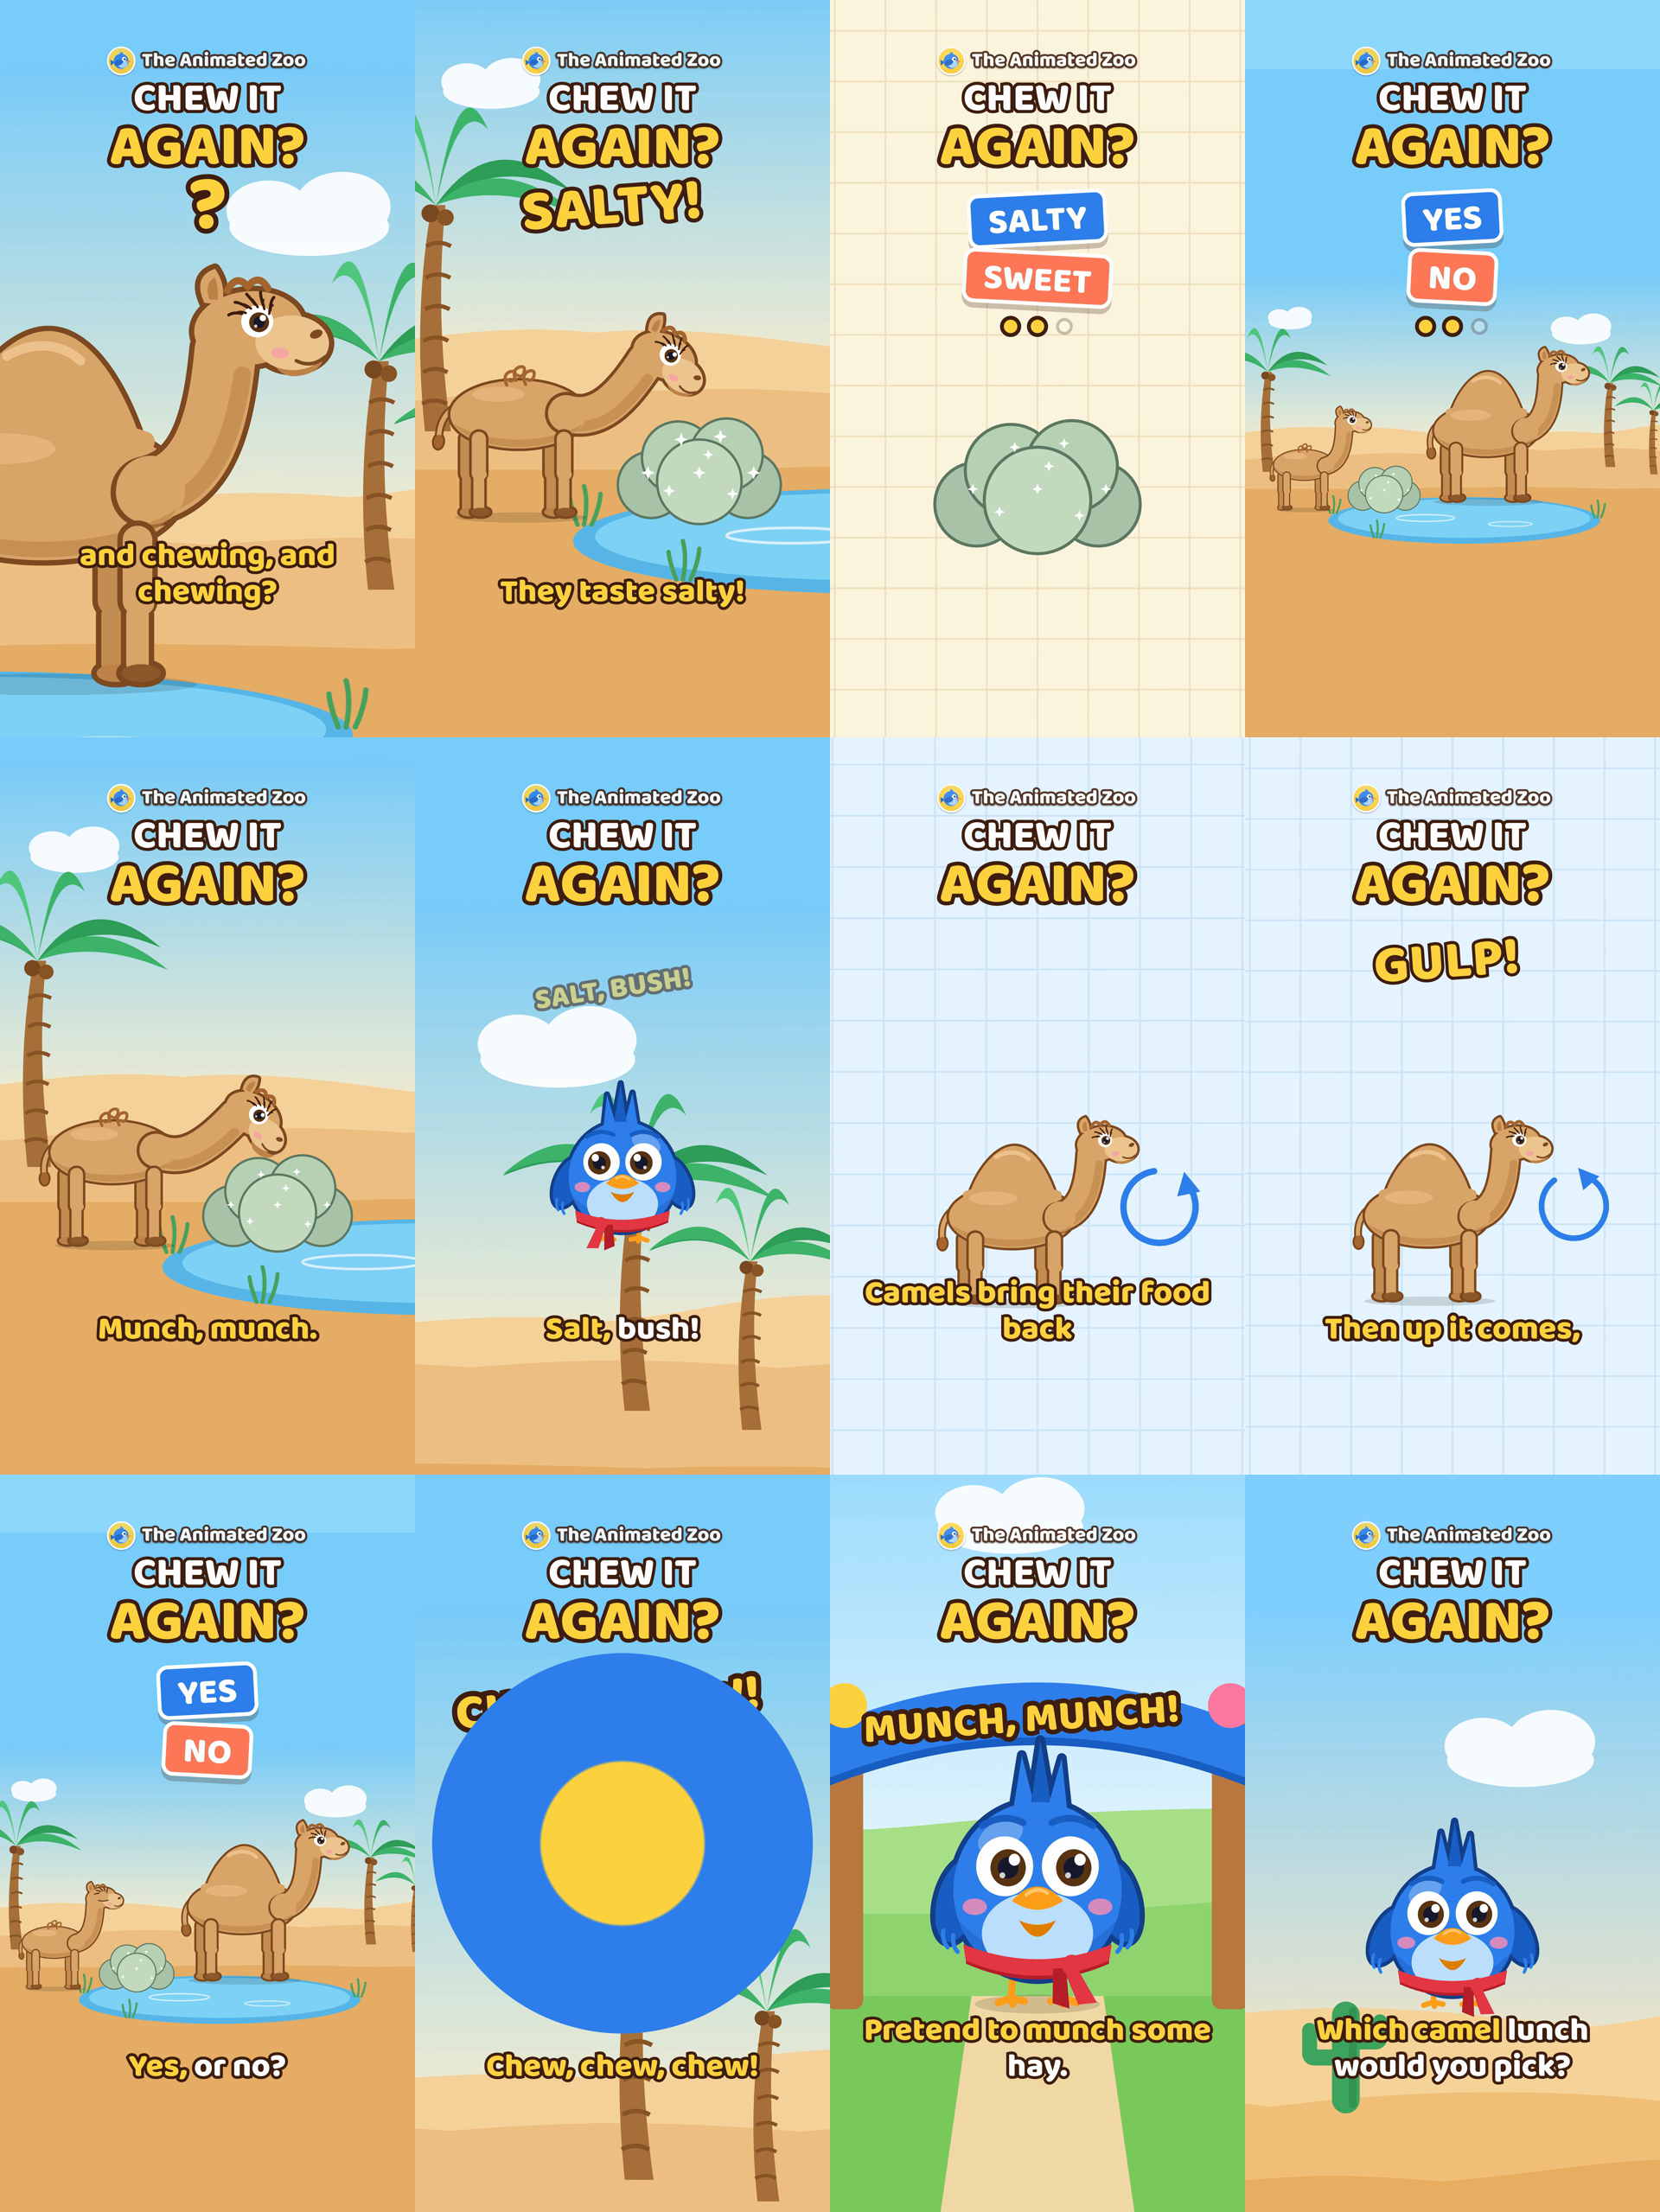 The Animated Zoo
CHEW IT
AGAIN?
?
and chewing, and
chewing?
The Animated Zoo
CHEW IT
AGAIN?
SALTY!
They taste salty!
The Animated Zoo
CHEW IT
AGAIN?
SALTY
SWEET
The Animated Zoo
CHEW IT
AGAIN?
YES
NO
The Animated Zoo
CHEW IT
AGAIN?
Munch, munch.
The Animated Zoo
CHEW IT
AGAIN?
SALT, BUSH!
Salt, bush!
The Animated Zoo
CHEW IT
AGAIN?
Camels bring their food
back
The Animated Zoo
CHEW IT
AGAIN?
GULP!
Then up it comes,
The Animated Zoo
CHEW IT
AGAIN?
YES
NO
Yes, or no?
The Animated Zoo
CHEW IT
AGAIN?
Chew, chew, chew!
The Animated Zoo
CHEW IT
AGAIN?
MUNCH, MUNCH!
Pretend to munch some
hay.
The Animated Zoo
CHEW IT
AGAIN?
Which camel lunch
would you pick?